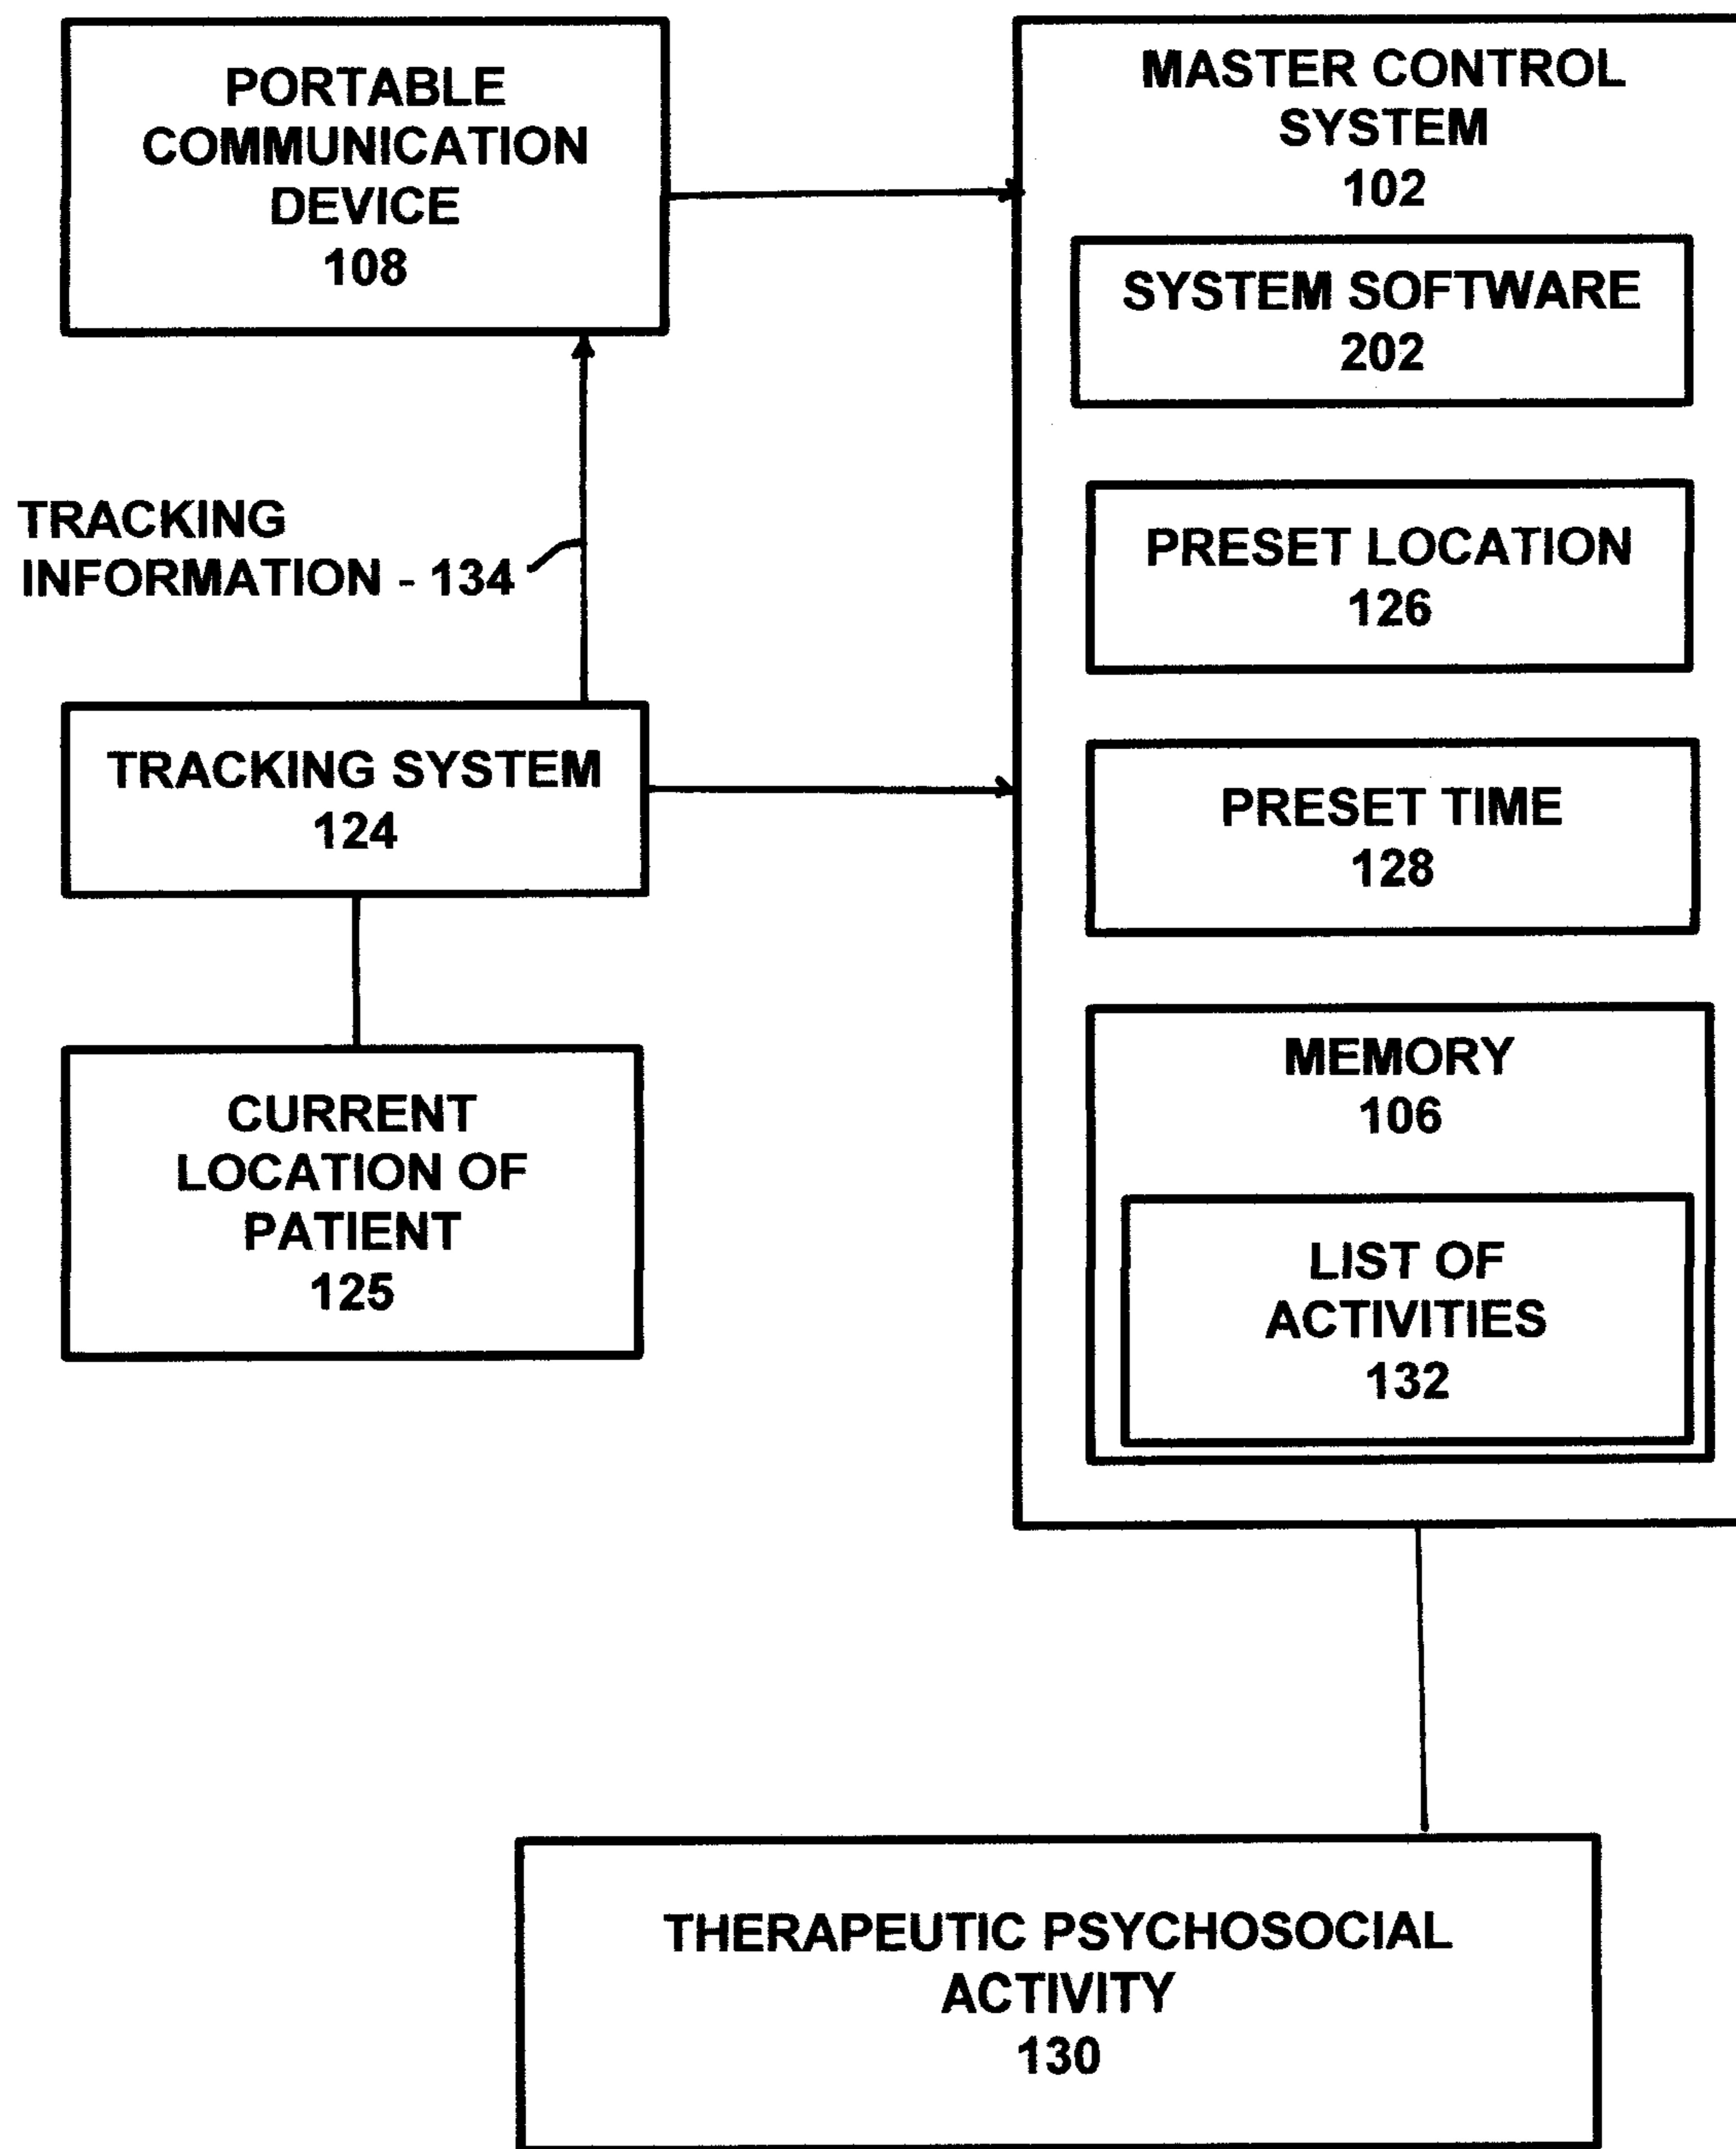 PORTABLE
COMMUNICATION
DEVICE
108
MASTER CONTROL
SYSTEM
102
SYSTEM SOFTWARE
202
TRACKING
INFORMATION - 134
PRESET LOCATION
126
TRACKING SYSTEM
124
PRESET TIME
128
CURRENT
LOCATION OF
PATIENT
125
MEMORY
106
LIST OF
ACTIVITIES
132
THERAPEUTIC PSYCHOSOCIAL
ACTIVITY
130